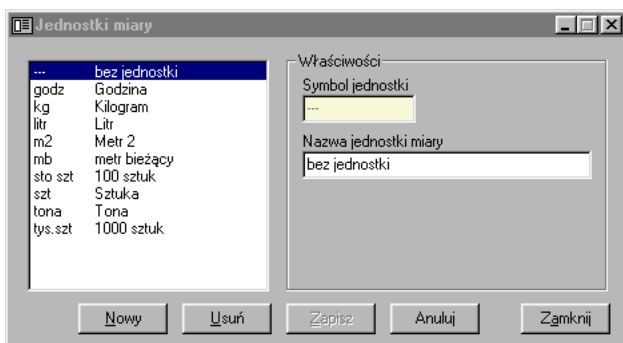 Jednostki miary
--- bez jednostki
godz Godzina
kg Kilogram
litr Litr
m2 Metr 2
mb metr bieżący
sto szt 100 sztuk
szt Sztuka
tona Tona
tys.szt 1000 sztuk
Właściwości
Symbol jednostki
---
Nazwa jednostki miary
bez jednostki
Nowy Usuń Zapisz Anuluj Zamknij